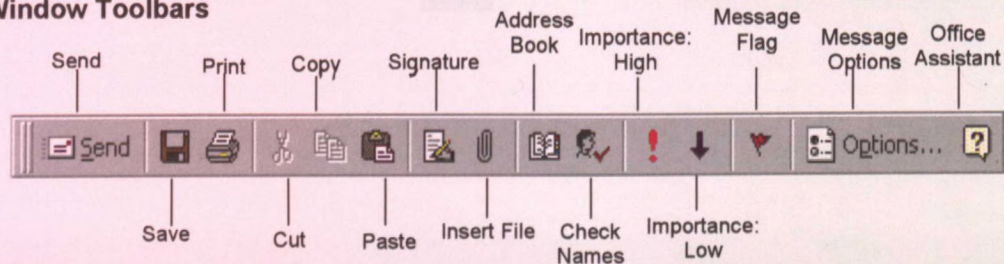 Window Toolbars
Address Book
Message Flag
Importance: High
Message Options
Office Assistant
Send
Print
Copy
Signature
Send
Options...
Save
Cut
Paste
Insert File
Check Names
Importance: Low